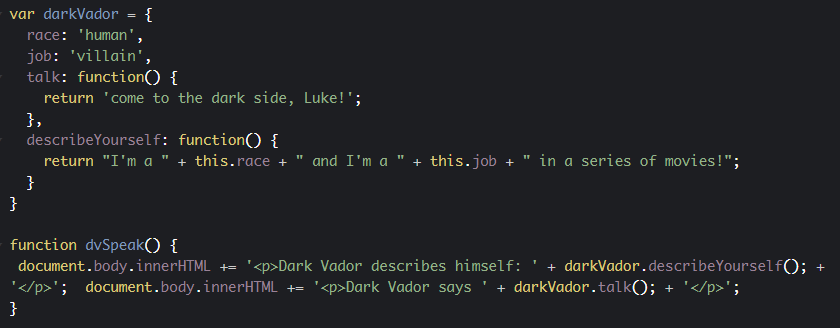 var darkVador = {
  race: 'human',
  job: 'villain',
  talk: function() {
    return 'come to the dark side, Luke!';
  },
  describeYourself: function() {
    return "I'm a " + this.race + " and I'm a " + this.job + " in a series of movies!";
  }
}

function dvSpeak() {
 document.body.innerHTML += '<p>Dark Vador describes himself: ' + darkVador.describeYourself(); +
'</p>';  document.body.innerHTML += '<p>Dark Vador says ' + darkVador.talk(); + '</p>';
}